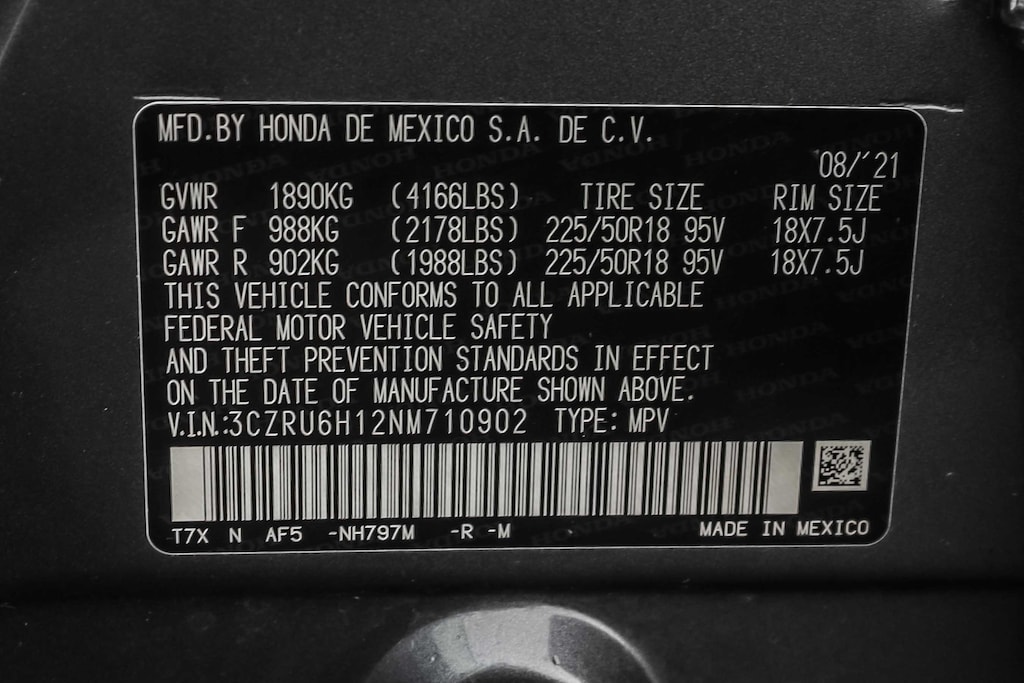 MFD.BY HONDA DE MEXICO S.A. DE C.V.
08/'21
GVWR 1890KG (4166LBS) TIRE SIZE RIM SIZE
GAWR F 988KG (2178LBS) 225/50R18 95V 18X7.5J
GAWR R 902KG (1988LBS) 225/50R18 95V 18X7.5J
THIS VEHICLE CONFORMS TO ALL APPLICABLE
FEDERAL MOTOR VEHICLE SAFETY
AND THEFT PREVENTION STANDARDS IN EFFECT
ON THE DATE OF MANUFACTURE SHOWN ABOVE.
V.I.N.:3CZRU6H12NM710902 TYPE: MPV
T7X N AF5 -NH797M -R -M MADE IN MEXICO